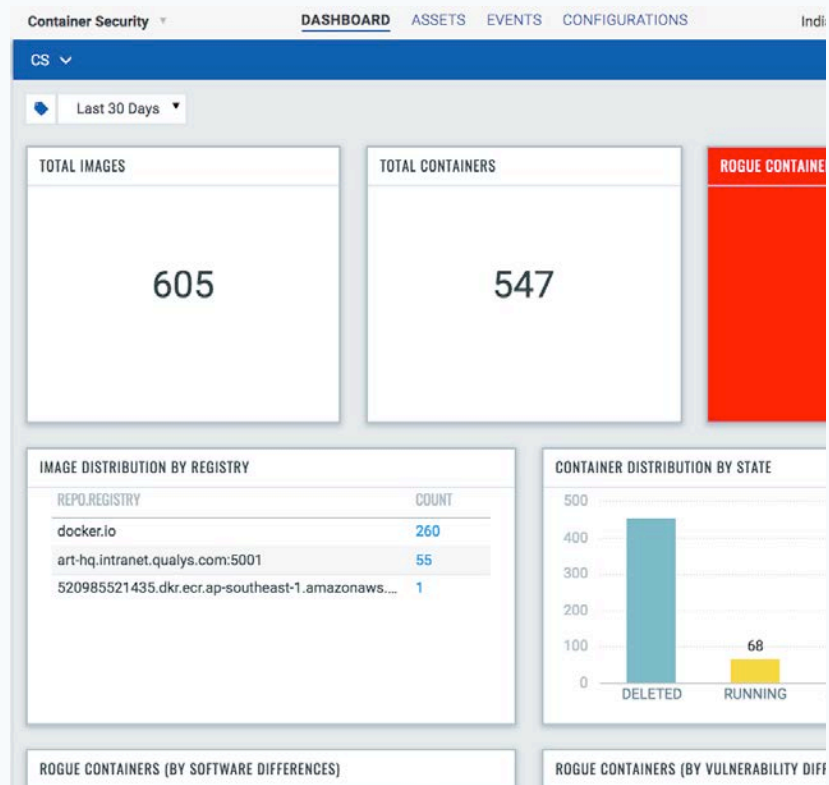 Container Security DASHBOARD ASSETS EVENTS CONFIGURATIONS
CS
Last 30 Days
TOTAL IMAGES
605
TOTAL CONTAINERS
547
ROGUE
IMAGE DISTRIBUTION BY REGISTRY
REPO.REGISTRY COUNT
docker.io 260
art-hq.intranet.qualys.com:5001 55
520985521435.dkr.ecr.ap-southeast-1.amazonaws.... 1
CONTAINER DISTRIBUTION BY STATE
500
400
300
200
100
0
68
DELETED RUNNING
ROGUE CONTAINERS (BY SOFTWARE DIFFERENCES)
ROGUE CONTAINERS (BY VULNERABILITY